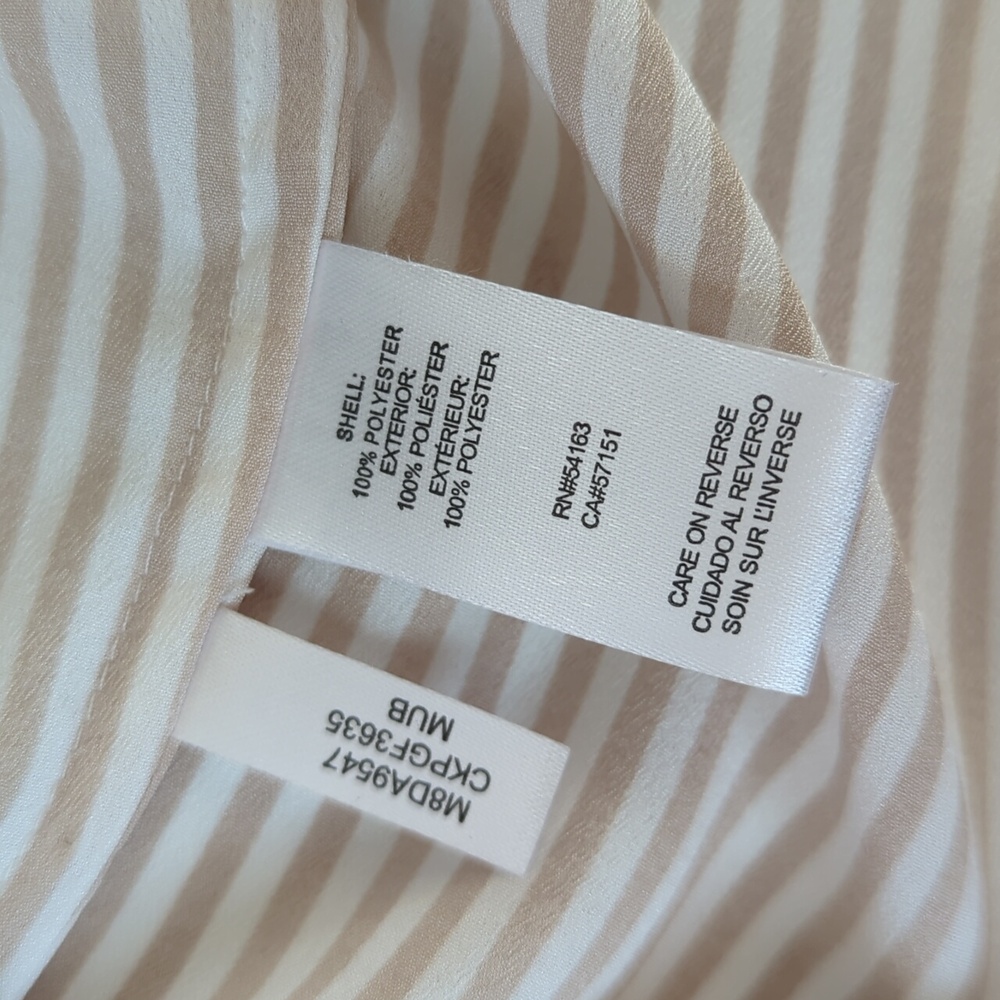 SHELL:
100% POLYESTER
EXTERIOR:
100% POLIÉSTER
EXTÉRIEUR:
100% POLYESTER
RN#54163
CA#57151
CARE ON REVERSE
CUIDADO AL REVERSO
SOIN SUR L'INVERSE
M8DA9547
CKPGF3635
MUB